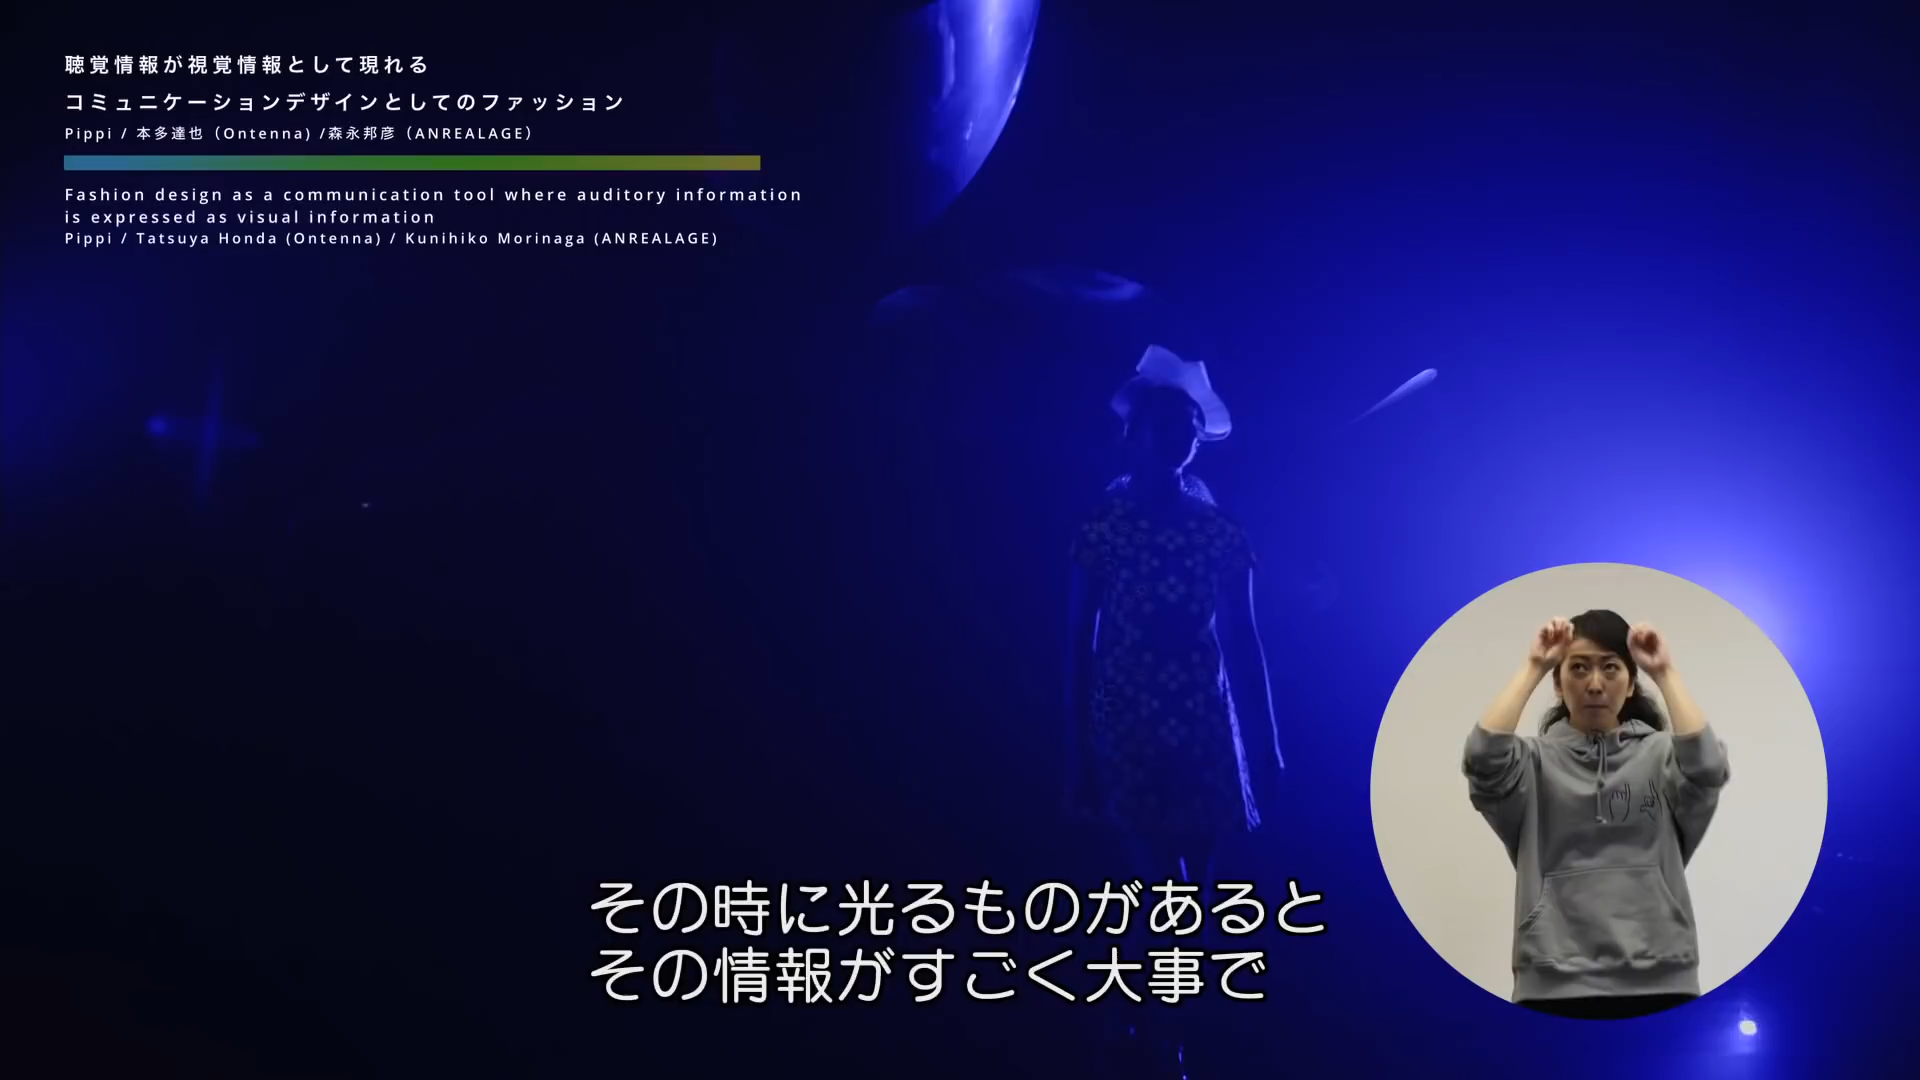 聴覚情報が視覚情報として現れる
コミュニケーションデザインとしてのファッション
Pippi / 本多達也（Ontenna) /森永邦彦（ANREALAGE）
Fashion design as a communication tool where auditory information
is expressed as visual information
Pippi / Tatsuya Honda (Ontenna) / Kunihiko Morinaga (ANREALAGE)
その時に光るものがあると
その情報がすごく大事で